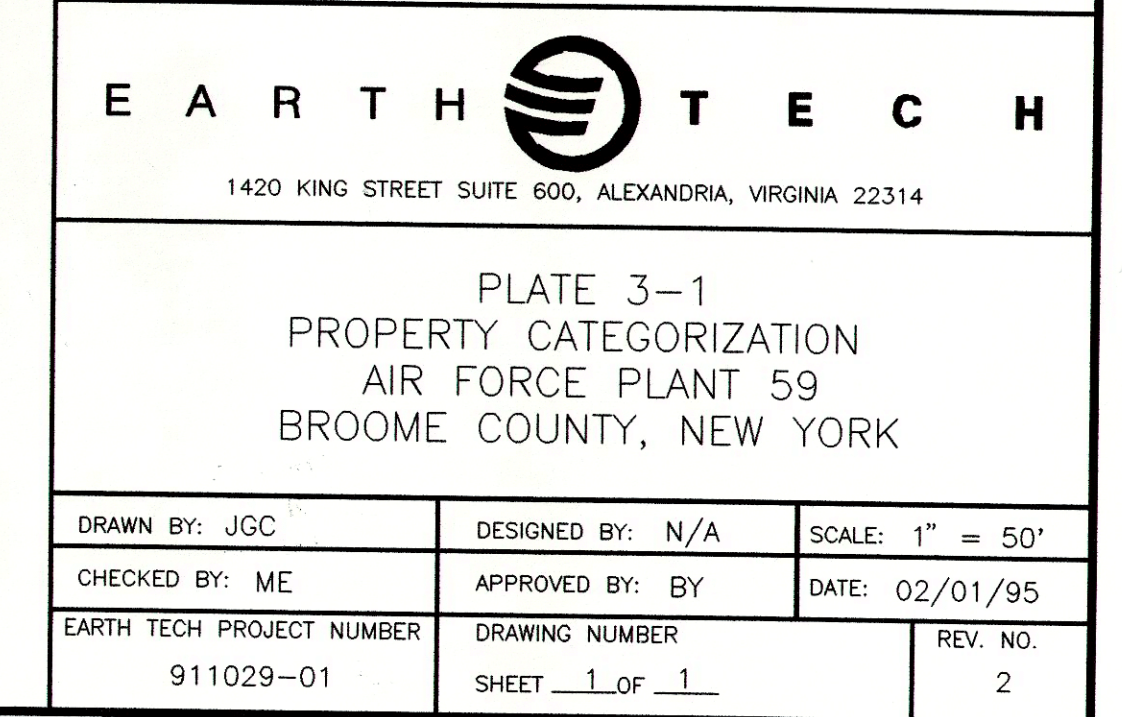 EARTH TECH
1420 KING STREET SUITE 600, ALEXANDRIA, VIRGINIA 22314
PLATE 3-1
PROPERTY CATEGORIZATION
AIR FORCE PLANT 59
BROOME COUNTY, NEW YORK
DRAWN BY: JGC
DESIGNED BY: N/A
SCALE: 1" = 50'
CHECKED BY: ME
APPROVED BY: BY
DATE: 02/01/95
EARTH TECH PROJECT NUMBER
911029-01
DRAWING NUMBER
SHEET 1 OF 1
REV. NO.
2